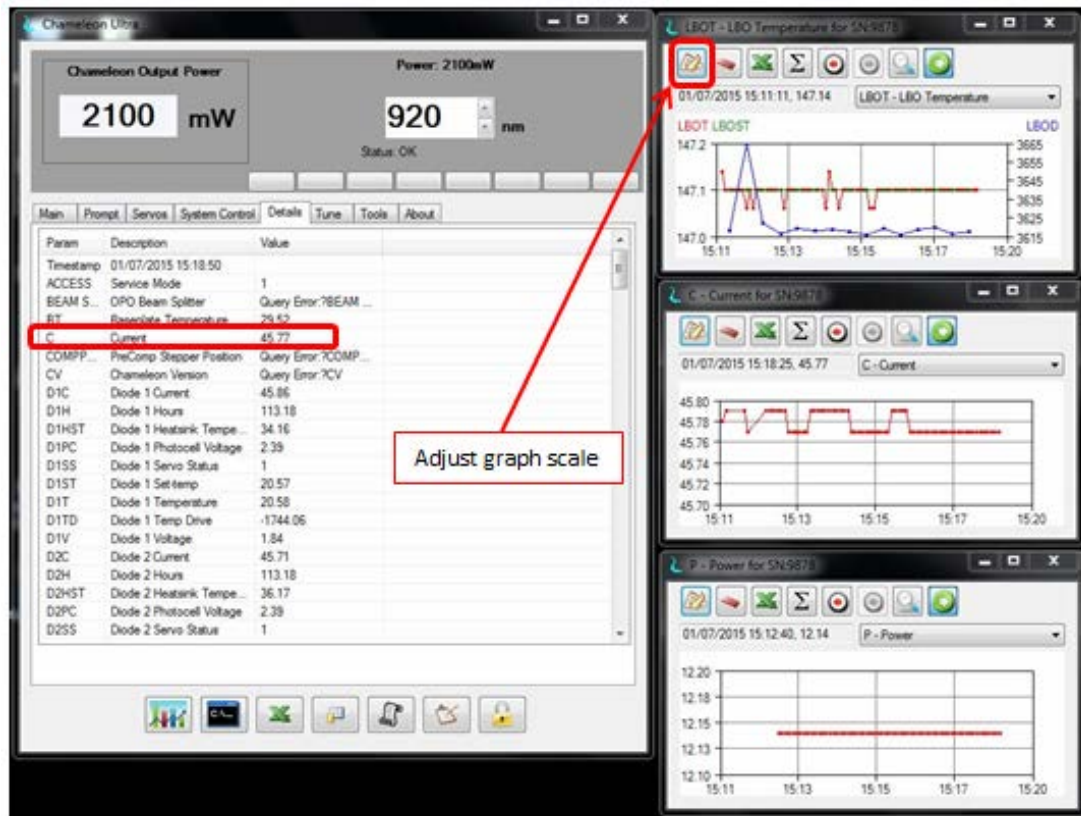 Chameleon Ultra
Chameleon Output Power
2100 mW
Power: 2100mW
920 nm
Status: OK
Main Prompt Servos System Control Details Tune Tools About
Param Description Value
Timestamp 01/07/2015 15:18:50
ACCESS Service Mode 1
BEAM S... OPO Beam Splitter Query Error:?BEAM ...
BT Baseplate Temperature 29.52
C Current 45.77
COMPP... PreComp Stepper Position Query Error:?COMP...
CV Chameleon Version Query Error:?CV
D1C Diode 1 Current 45.86
D1H Diode 1 Hours 113.18
D1HST Diode 1 Heatsink Tempe... 34.16
D1PC Diode 1 Photocell Voltage 2.39
D1SS Diode 1 Servo Status 1
D1ST Diode 1 Set-temp 20.57
D1T Diode 1 Temperature 20.58
D1TD Diode 1 Temp Drive -1744.06
D1V Diode 1 Voltage 1.84
D2C Diode 2 Current 45.71
D2H Diode 2 Hours 113.18
D2HST Diode 2 Heatsink Tempe... 36.17
D2PC Diode 2 Photocell Voltage 2.39
D2SS Diode 2 Servo Status 1
Adjust graph scale
LBOT - LBO Temperature for SN:9878
01/07/2015 15:11:11, 147.14 LBOT - LBO Temperature
LBOT LBOST LBOD
147.2
147.1
147.0
3665
3655
3645
3635
3625
3615
15:11 15:13 15:15 15:17 15:20
C - Current for SN:9878
01/07/2015 15:18:25, 45.77 C - Current
45.80
45.78
45.76
45.74
45.72
45.70
15:11 15:13 15:15 15:17 15:20
P - Power for SN:9878
01/07/2015 15:12:40, 12.14 P - Power
12.20
12.18
12.15
12.13
12.10
15:11 15:13 15:15 15:17 15:20